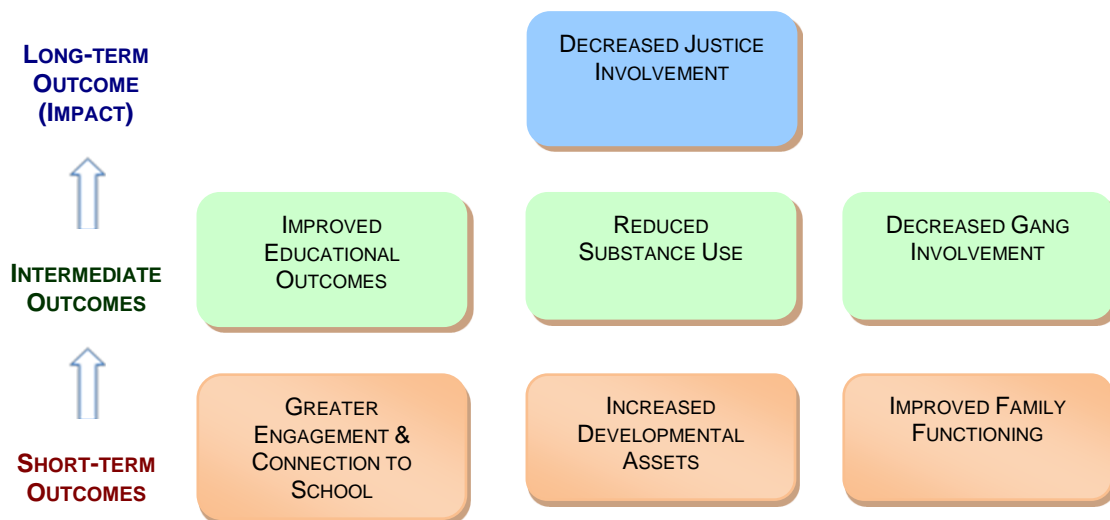 LONG-TERM
OUTCOME
(IMPACT)
DECREASED JUSTICE
INVOLVEMENT
INTERMEDIATE
OUTCOMES
IMPROVED
EDUCATIONAL
OUTCOMES
REDUCED
SUBSTANCE USE
DECREASED GANG
INVOLVEMENT
SHORT-TERM
OUTCOMES
GREATER
ENGAGEMENT &
CONNECTION TO
SCHOOL
INCREASED
DEVELOPMENTAL
ASSETS
IMPROVED FAMILY
FUNCTIONING